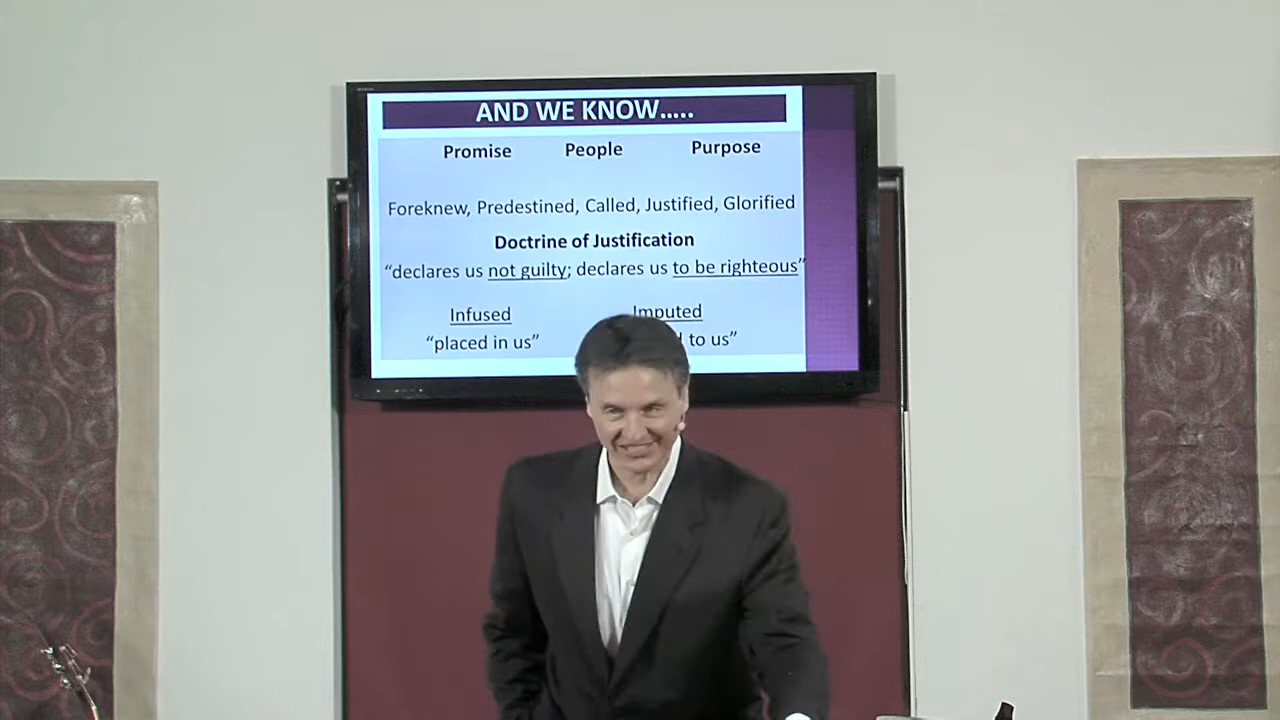 AND WE KNOW.....
Promise People Purpose
Foreknew, Predestined, Called, Justified, Glorified
Doctrine of Justification
“declares us not guilty; declares us to be righteous”
Infused Imputed
“placed in us” to us”